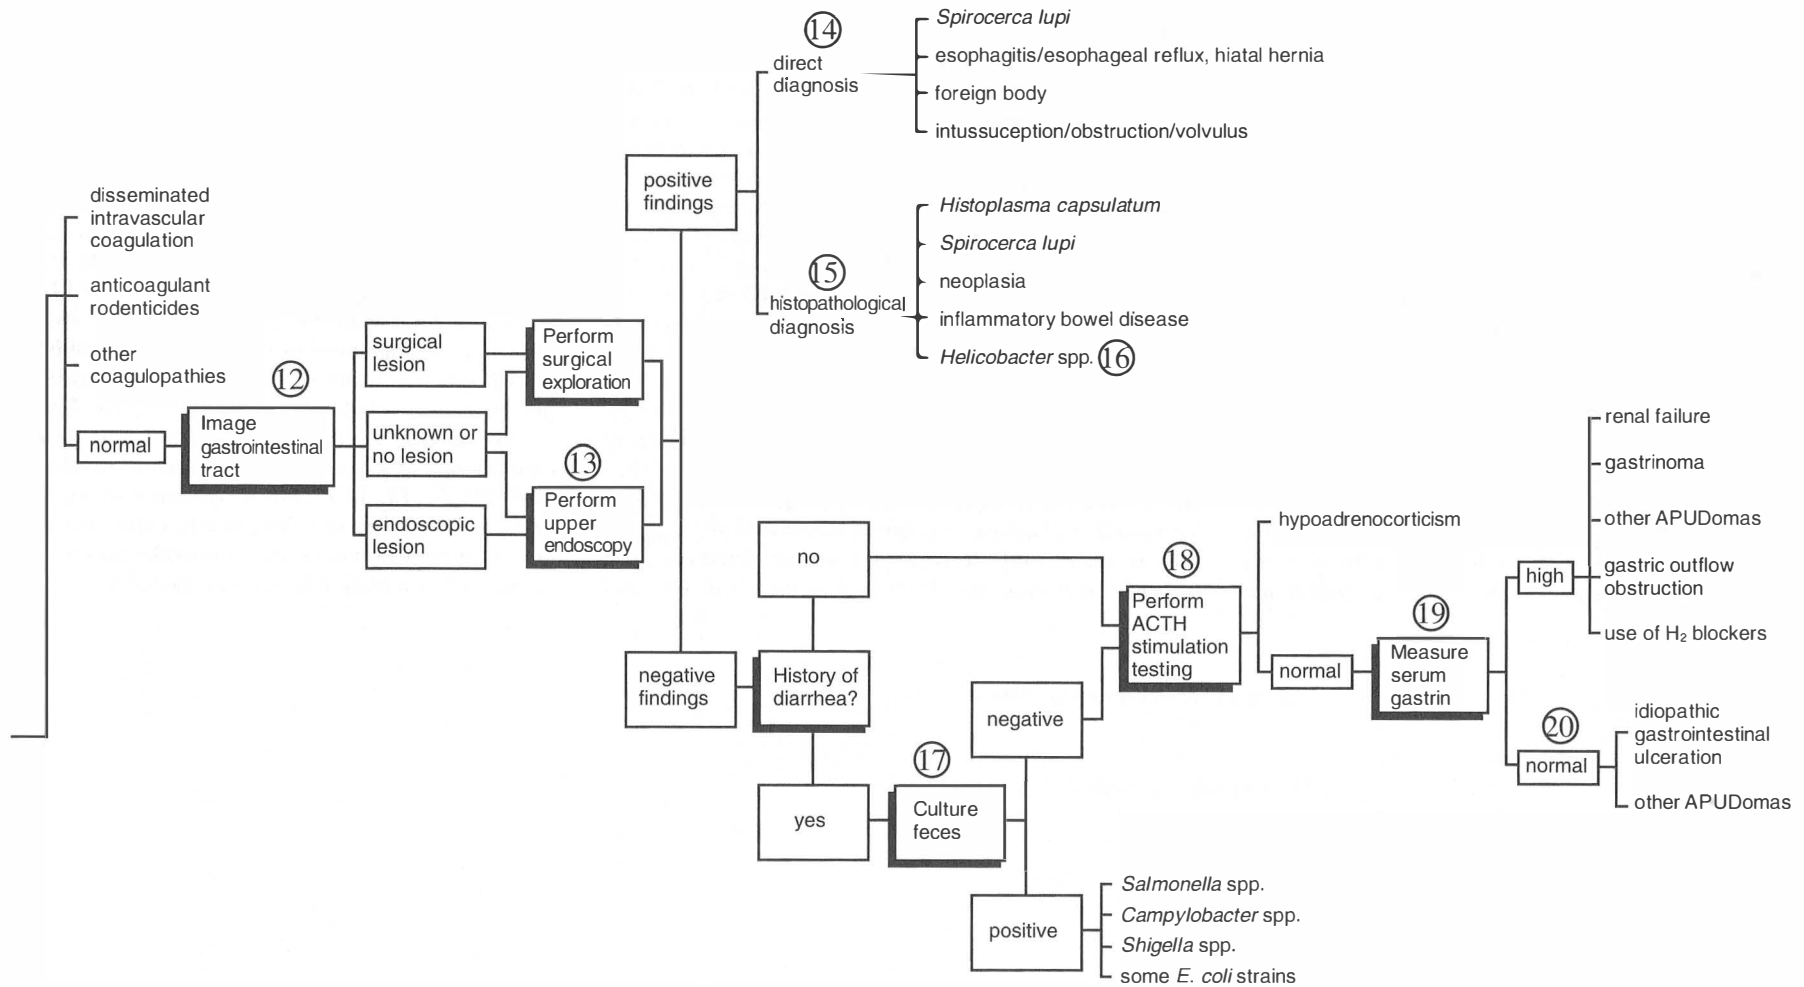 disseminated
intravascular
coagulation
anticoagulant
rodenticides
other
coagulopathies
normal
⑫
Image
gastrointestinal
tract
surgical
lesion
unknown or
no lesion
endoscopic
lesion
Perform
surgical
exploration
⑬
Perform
upper
endoscopy
positive
findings
⑭
direct
diagnosis
Spirocerca lupi
esophagitis/esophageal reflux, hiatal hernia
foreign body
intussuception/obstruction/volvulus
⑮
histopathological
diagnosis
Histoplasma capsulatum
Spirocerca lupi
neoplasia
inflammatory bowel disease
Helicobacter spp. ⑯
negative
findings
History of
diarrhea?
no
yes
⑰
Culture
feces
negative
positive
Salmonella spp.
Campylobacter spp.
Shigella spp.
some E. coli strains
⑱
Perform
ACTH
stimulation
testing
hypoadrenocorticism
normal
⑲
Measure
serum
gastrin
high
renal failure
gastrinoma
other APUDomas
gastric outflow
obstruction
use of H₂ blockers
⑳
normal
idiopathic
gastrointestinal
ulceration
other APUDomas